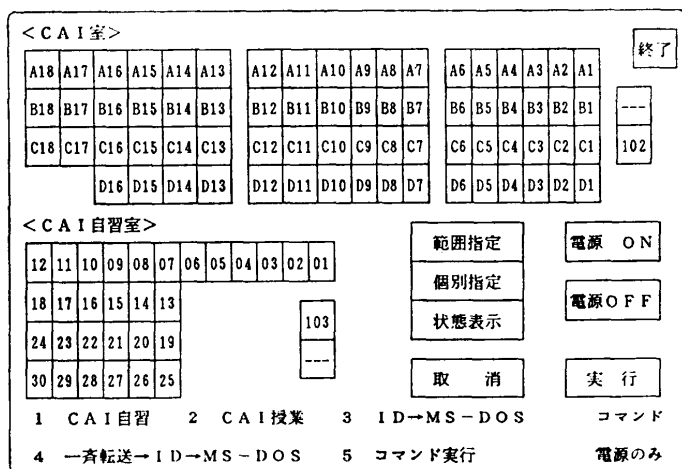 <CAI室>
終了
A18 A17 A16 A15 A14 A13 A12 A11 A10 A9 A8 A7 A6 A5 A4 A3 A2 A1
B18 B17 B16 B15 B14 B13 B12 B11 B10 B9 B8 B7 B6 B5 B4 B3 B2 B1 ---
C18 C17 C16 C15 C14 C13 C12 C11 C10 C9 C8 C7 C6 C5 C4 C3 C2 C1 102
D16 D15 D14 D13 D12 D11 D10 D9 D8 D7 D6 D5 D4 D3 D2 D1
<CAI自習室>
12 11 10 09 08 07 06 05 04 03 02 01
18 17 16 15 14 13
24 23 22 21 20 19
30 29 28 27 26 25
103
---
範囲指定
個別指定
状態表示
取 消
電源 ON
電源OFF
実 行
1 CAI自習 2 CAI授業 3 ID→MS-DOS コマンド
4 一斉転送→ID→MS-DOS 5 コマンド実行 電源のみ